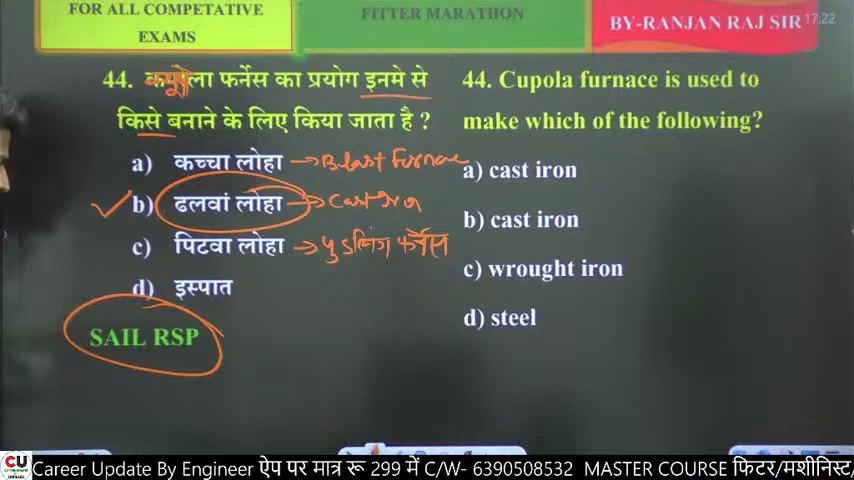 FOR ALL COMPETATIVE
EXAMS
FITTER MARATHON
BY-RANJAN RAJ SIR
17:22
44. कयूपेला फर्नेस का प्रयोग इनमे से
किसे बनाने के लिए किया जाता है ?
a) कच्चा लोहा → Blast Furnace
b) ढलवां लोहा → Cast Iron
c) पिटवा लोहा → पुडलिंग फर्नेस
d) इस्पात
SAIL RSP
44. Cupola furnace is used to
make which of the following?
a) cast iron
b) cast iron
c) wrought iron
d) steel
CU Career Update By Engineer ऐप पर मात्र रू 299 में C/W- 6390508532 MASTER COURSE फिटर/मशीनिस्ट,